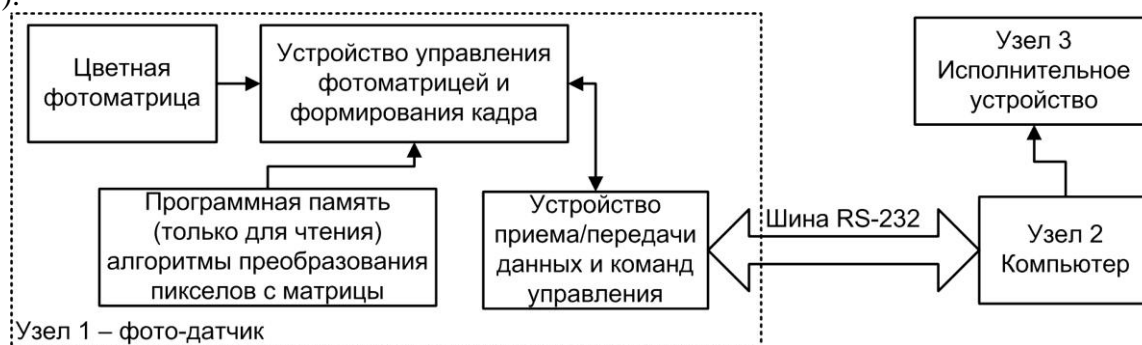 ).
Цветная
фотоматрица
Устройство управления
фотоматрицей и
формирования кадра
Узел 3
Исполнительное
устройство
Программная память
(только для чтения)
алгоритмы преобразования
пикселов с матрицы
Устройство
приема/передачи
данных и команд
управления
Шина RS-232
Узел 2
Компьютер
Узел 1 – фото-датчик